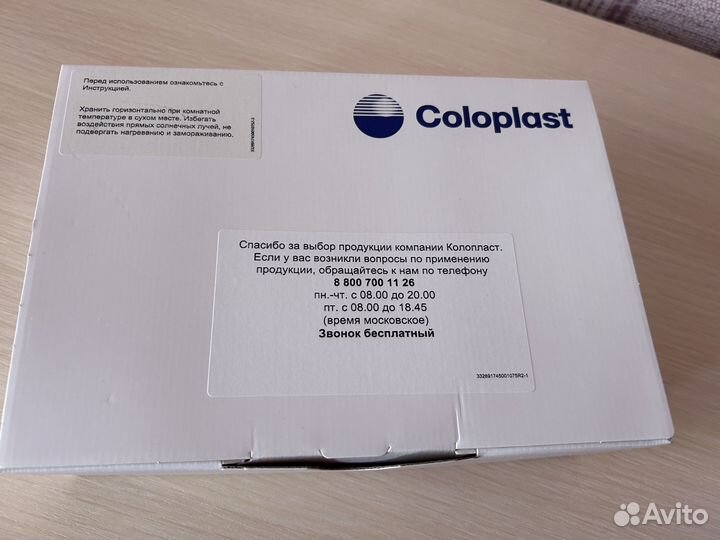 Перед использованием ознакомьтесь с
Инструкцией.
Хранить горизонтально при комнатной
температуре в сухом месте. Избегать
воздействия прямых солнечных лучей, не
подвергать нагреванию и замораживанию.
Coloplast
Спасибо за выбор продукции компании Колопласт.
Если у вас возникли вопросы по применению
продукции, обращайтесь к нам по телефону
8 800 700 11 26
пн.-чт. с 08.00 до 20.00
пт. с 08.00 до 18.45
(время московское)
Звонок бесплатный
332891745001075R2-1
Avito